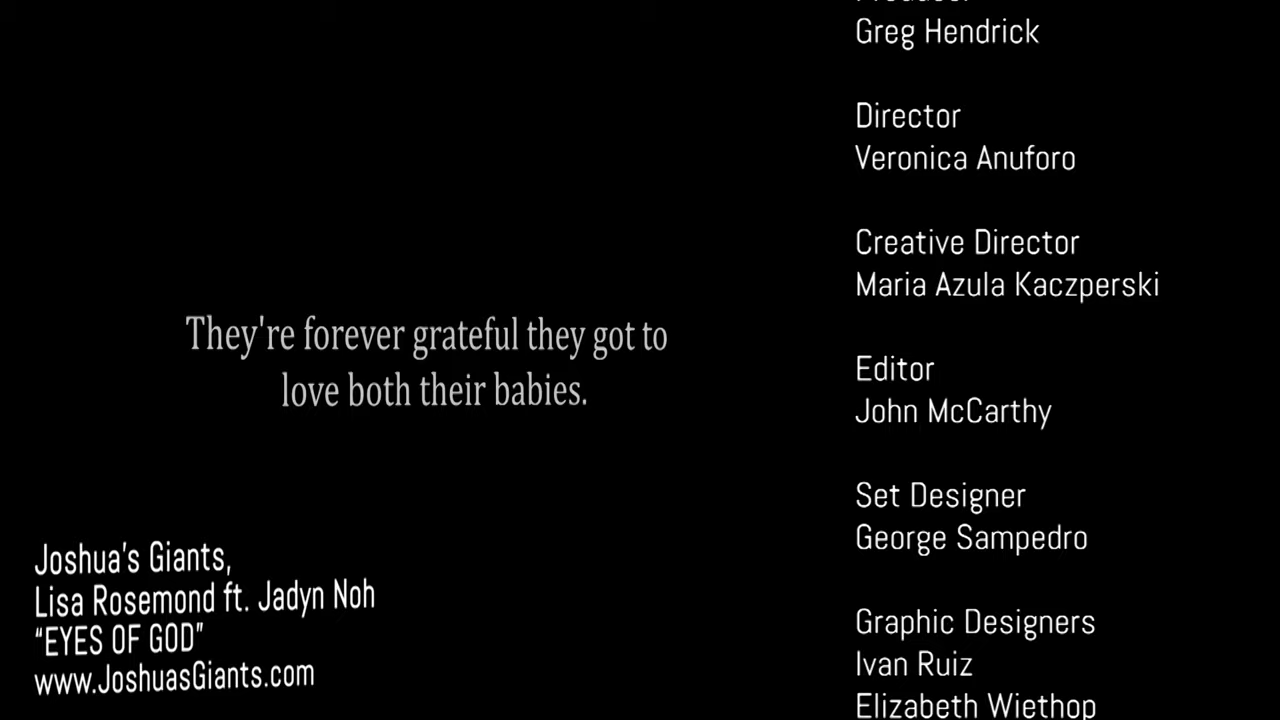 They're forever grateful they got to
love both their babies.
Joshua's Giants,
Lisa Rosemond ft. Jadyn Noh
“EYES OF GOD”
www.JoshuasGiants.com
Producer
Greg Hendrick
Director
Veronica Anuforo
Creative Director
Maria Azula Kaczperski
Editor
John McCarthy
Set Designer
George Sampedro
Graphic Designers
Ivan Ruiz
Elizabeth Wiethop